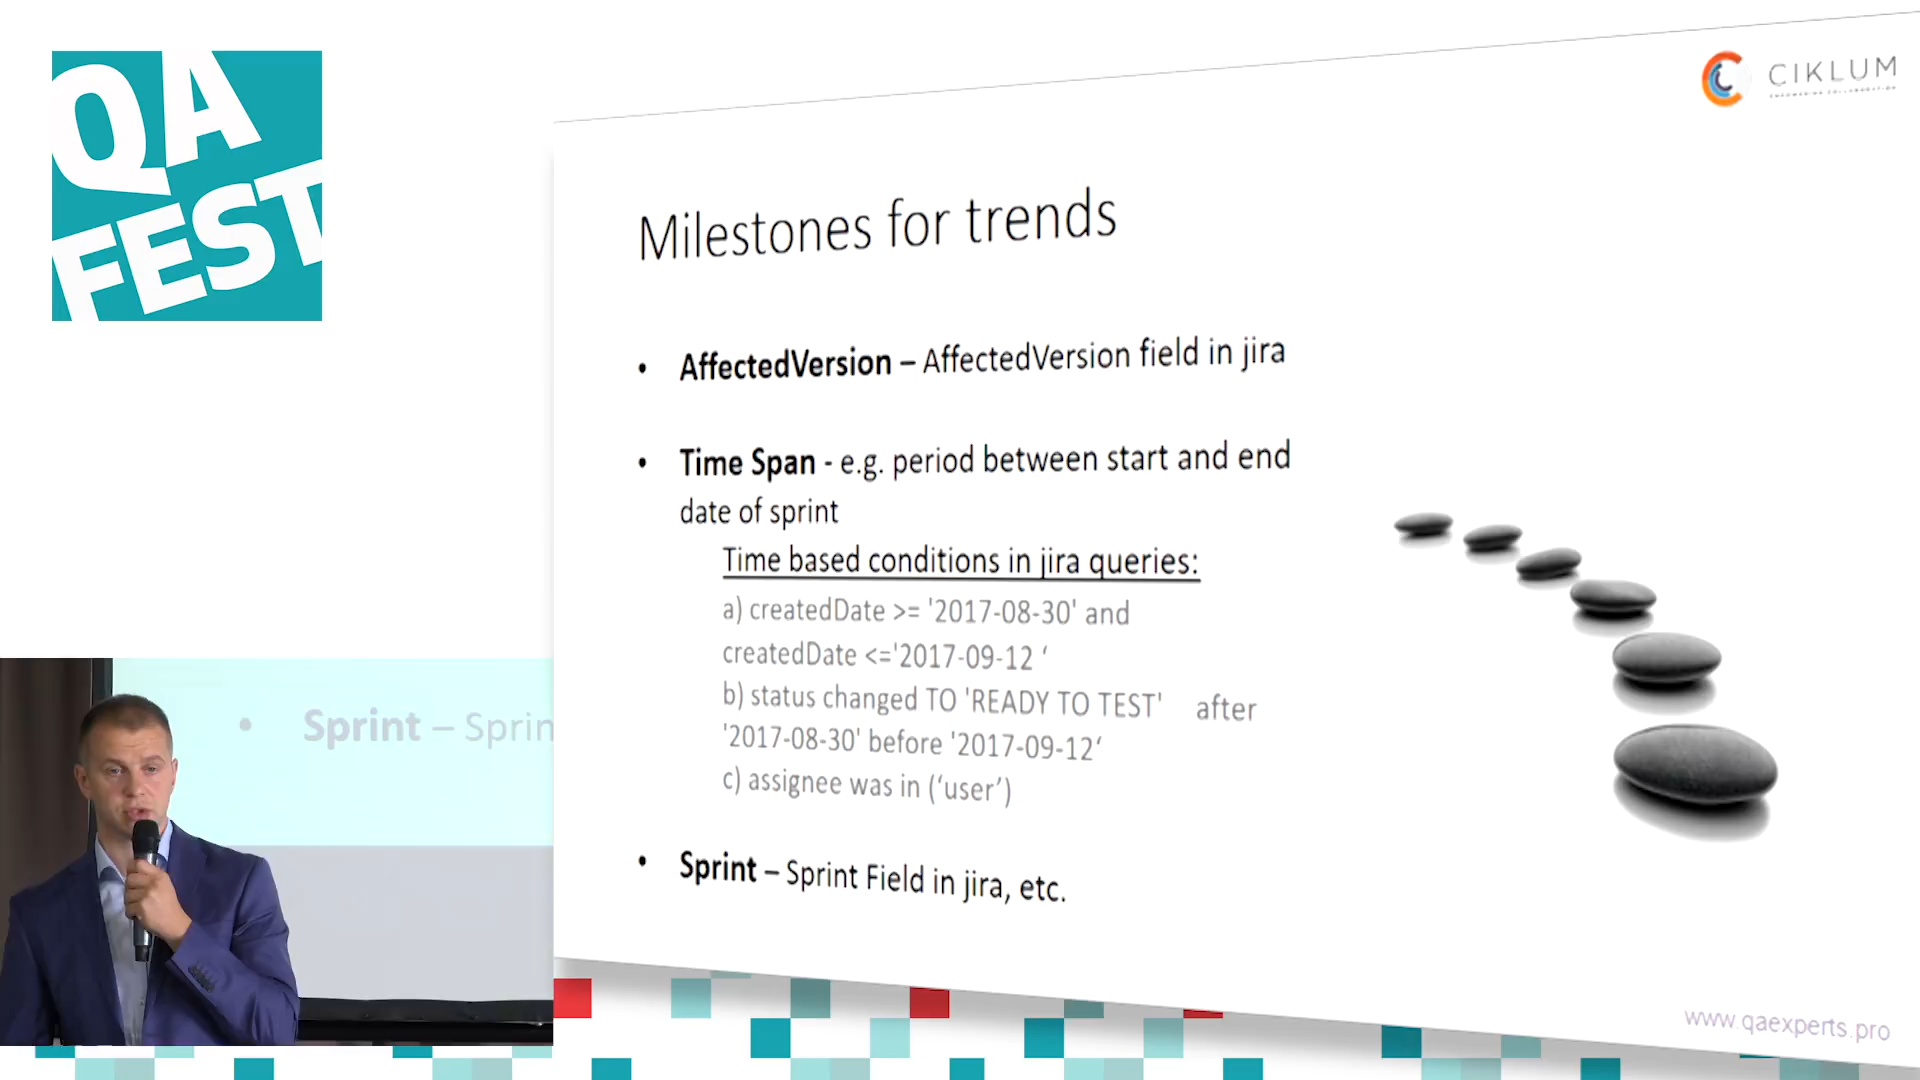 QA
FEST
CIKLUM
Milestones for trends
• AffectedVersion – AffectedVersion field in jira
• Time Span - e.g. period between start and end
date of sprint
Time based conditions in jira queries:
a) createdDate >= '2017-08-30' and
createdDate <='2017-09-12 ‘
b) status changed TO 'READY TO TEST' after
'2017-08-30' before '2017-09-12‘
c) assignee was in (‘user’)
• Sprint – Sprint Field in jira, etc.
• Sprint – Sprin
www.qaexperts.pro